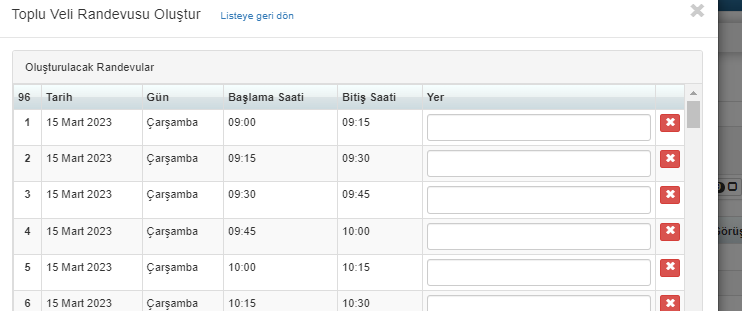 Toplu Veli Randevusu Oluştur Listeye geri dön
Oluşturulacak Randevular
96 Tarih Gün Başlama Saati Bitiş Saati Yer
1 15 Mart 2023 Çarşamba 09:00 09:15
2 15 Mart 2023 Çarşamba 09:15 09:30
3 15 Mart 2023 Çarşamba 09:30 09:45
4 15 Mart 2023 Çarşamba 09:45 10:00
5 15 Mart 2023 Çarşamba 10:00 10:15
6 15 Mart 2023 Çarşamba 10:15 10:30